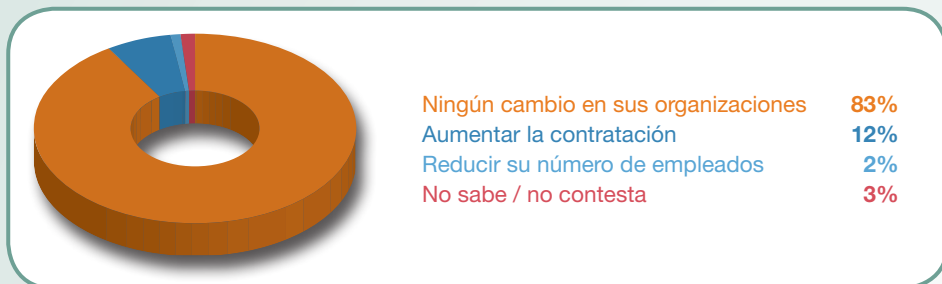 Ningún cambio en sus organizaciones 83%
Aumentar la contratación 12%
Reducir su número de empleados 2%
No sabe / no contesta 3%